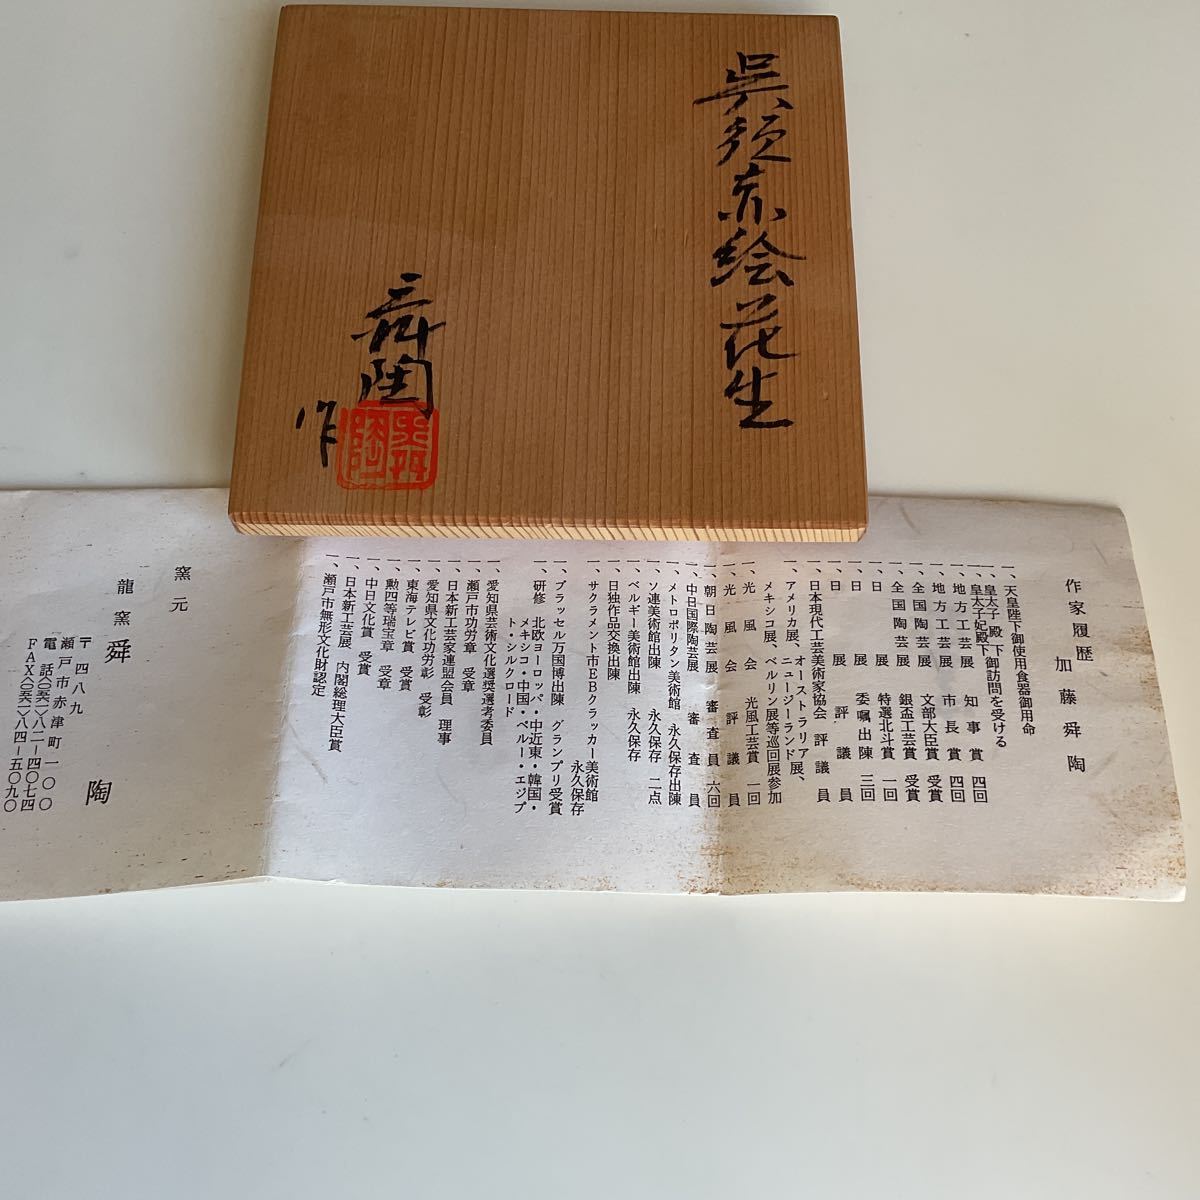 呉須赤絵花生
舜陶
作
舜陶
作家履歴
加藤舜陶
一、天皇陛下御使用食器御用命
一、皇太子殿下
皇太子妃殿下御訪問を受ける
一、地方工芸展 知事賞 四回
一、地方工芸展 市長賞 四回
一、全国陶芸展 文部大臣賞 受賞
一、全国陶芸展 銀盃工芸賞 受賞
一、日展 特選北斗賞 一回
一、日展 委嘱出陳 三回
一、日展評議員
一、日本現代工芸美術家協会 評議員
一、アメリカ展、オーストラリア展、ニュージーランド
メキシコ展、ベルリン展等巡回展参加
一、光風会展 光風工芸賞 一回
一、光風会評議員
一、朝日陶芸展 審査員 六回
一、中日国際陶芸展 審査員
一、メトロポリタン美術館 永久保存出陳
一、ソ連美術館出陳 永久保存 二点
一、ベルギー美術館出陳 永久保存
一、日独作品交換出陳
一、サクラメント市EBクラッカー美術館
永久保存
一、ブラッセル万国博出陳 グランプリ受賞
一、研修 北欧ヨーロッパ・中近東・韓国・
メキシコ・中国・ペルー・エジプ
ト・シルクロード
一、愛知県芸術文化選奨選考委員
一、瀬戸市功労章 受章
一、日本新工芸家連盟会員 理事
一、愛知県文化功労彰 受彰
一、東海テレビ賞 受賞
一、勲四等瑞宝章 受章
一、中日文化賞 受賞
一、日本新工芸展 内閣総理大臣賞
一、瀬戸市無形文化財認定
窯元
龍窯 舜陶
〒四八九
瀬戸市赤津町一〇〇
電話〈〇五六一〉八二―四〇七四
FAX〈〇五六一〉八四―五〇九〇